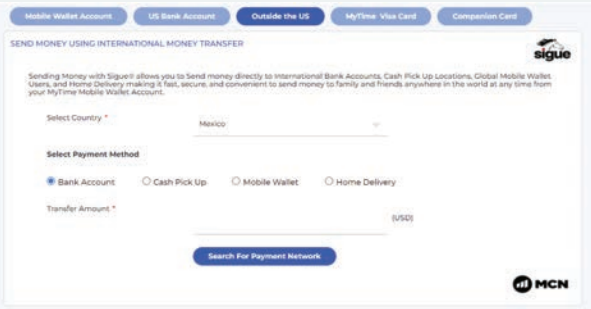 Mobile Wallet Account
US Bank Account
Outside the US
MyTime Visa Card
Companion Card
SEND MONEY USING INTERNATIONAL MONEY TRANSFER
sigue
Sending Money with Sigue® allows you to Send money directly to International Bank Accounts, Cash Pick Up Locations, Global Mobile Wallet
Users, and Home Delivery making it fast, secure, and convenient to send money to family and friends anywhere in the world at any time from
your MyTime Mobile Wallet Account.
Select Country *
Mexico
Select Payment Method
Bank Account
Cash Pick Up
Mobile Wallet
Home Delivery
Transfer Amount *
(USD)
Search For Payment Network
MCN